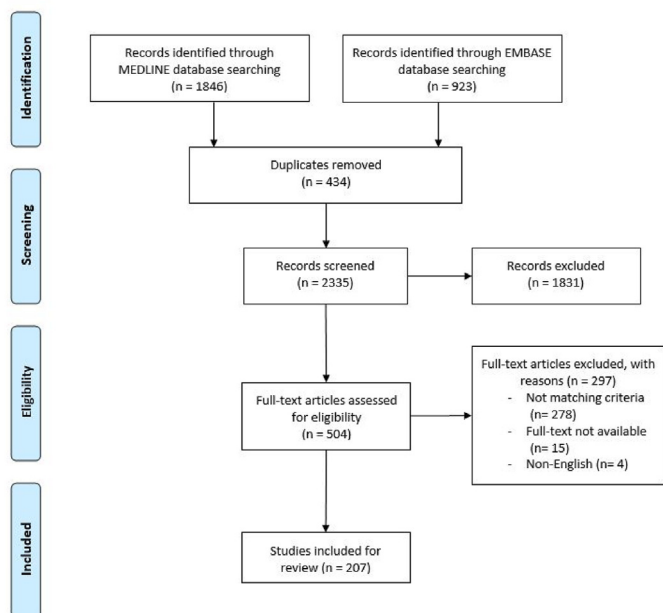 Identification
Records identified through
MEDLINE database searching
(n = 1846)
Records identified through EMBASE
database searching
(n = 923)
Duplicates removed
(n = 434)
Screening
Records screened
(n = 2335)
Records excluded
(n = 1831)
Eligibility
Full-text articles assessed
for eligibility
(n = 504)
Full-text articles excluded, with
reasons (n = 297)
- Not matching criteria
(n= 278)
- Full-text not available
(n= 15)
- Non-English (n= 4)
Included
Studies included for
review (n = 207)